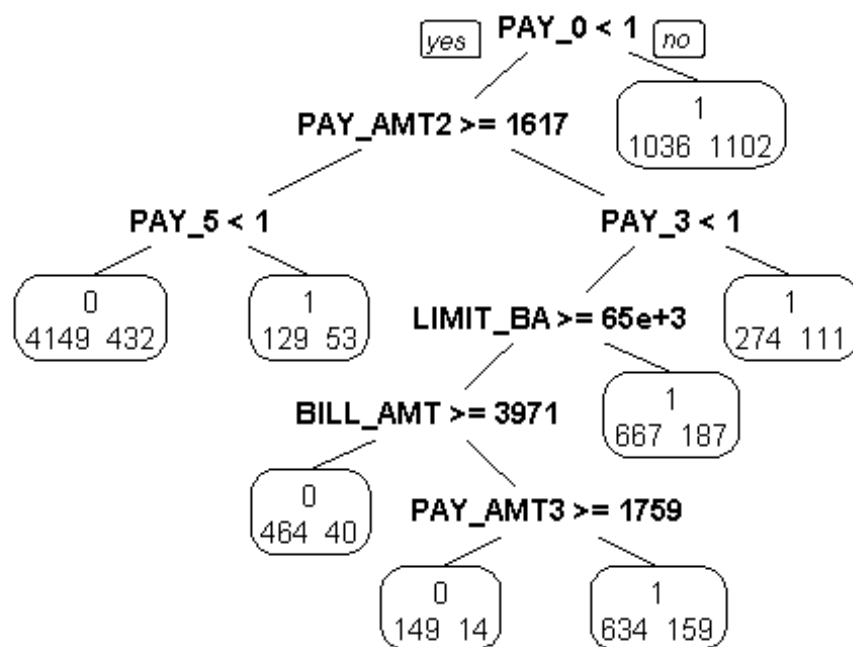 yes PAY_0 < 1 no
PAY_AMT2 >= 1617
1
1036 1102
PAY_5 < 1
PAY_3 < 1
0
4149 432
1
129 53
LIMIT_BA >= 65e+3
1
274 111
BILL_AMT >= 3971
1
667 187
0
464 40
PAY_AMT3 >= 1759
0
149 14
1
634 159